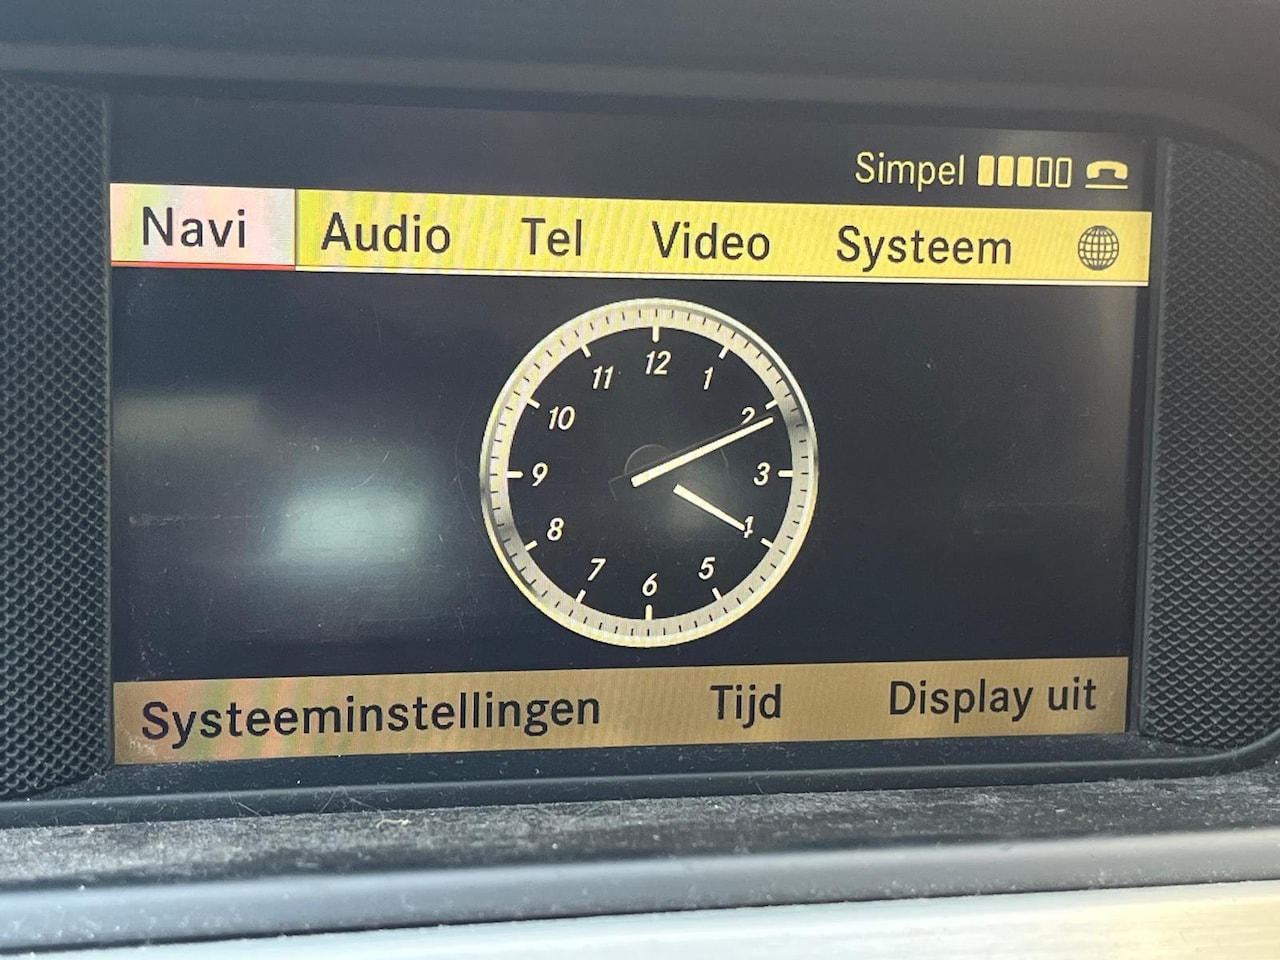 Simpel
Navi Audio Tel Video Systeem
12
11 1
10 2
9 3
8 4
7 5
6
Systeeminstellingen Tijd Display uit